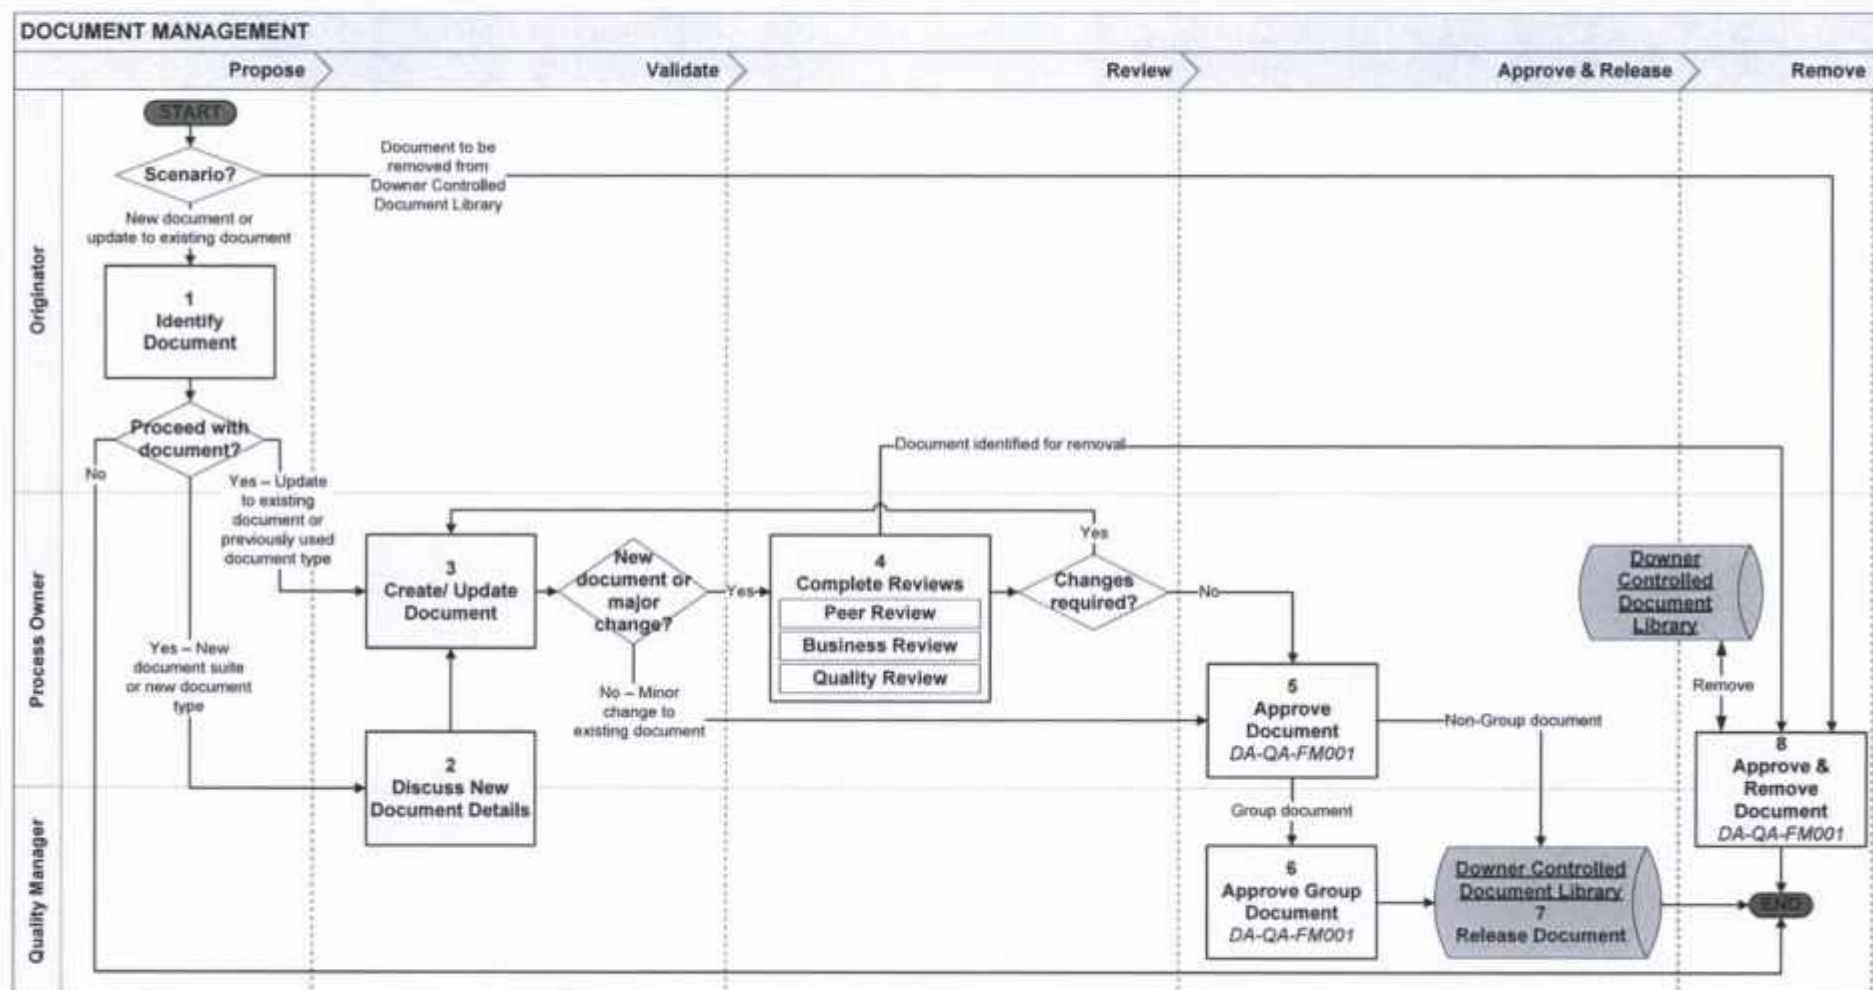 DOCUMENT MANAGEMENT
Propose
Validate
Review
Approve & Release
Remove
Originator
START
Scenario?
Document to be
removed from
Downer Controlled
Document Library
New document or
update to existing document
1
Identify
Document
Proceed with
document?
No
Yes – Update
to existing
document or
previously used
document type
Yes – New
document suite
or new document
type
Document identified for removal
Process Owner
3
Create/ Update
Document
New
document or
major
change?
Yes
No – Minor
change to
existing document
4
Complete Reviews
Peer Review
Business Review
Quality Review
Changes
required?
Yes
No
5
Approve
Document
DA-QA-FM001
Non-Group document
Group document
Downer
Controlled
Document
Library
Remove
8
Approve &
Remove
Document
DA-QA-FM001
Quality Manager
2
Discuss New
Document Details
6
Approve Group
Document
DA-QA-FM001
Downer Controlled
Document Library
7
Release Document
END